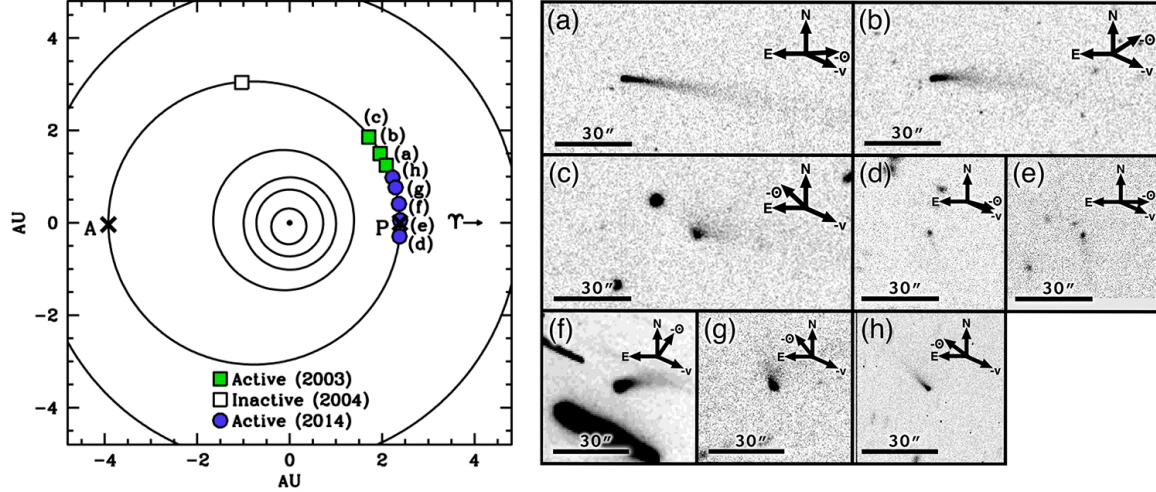 4
2
0
-2
-4
AU
-4 -2 0 2 4
AU
(c)
(b)
(a)
(h)
(g)
(f)
(e)
(d)
A
P
ϒ→
Active (2003)
Inactive (2004)
Active (2014)
(a)
N
E
-⊙
-v
30″
(b)
N
E
-⊙
-v
30″
(c)
N
-⊙
E
-v
30″
(d)
N
E
-⊙
-v
30″
(e)
N
E
-⊙
-v
30″
(f)
N
-⊙
E
-v
30″
(g)
N
-⊙
E
-v
30″
(h)
N
-⊙
E
-v
30″